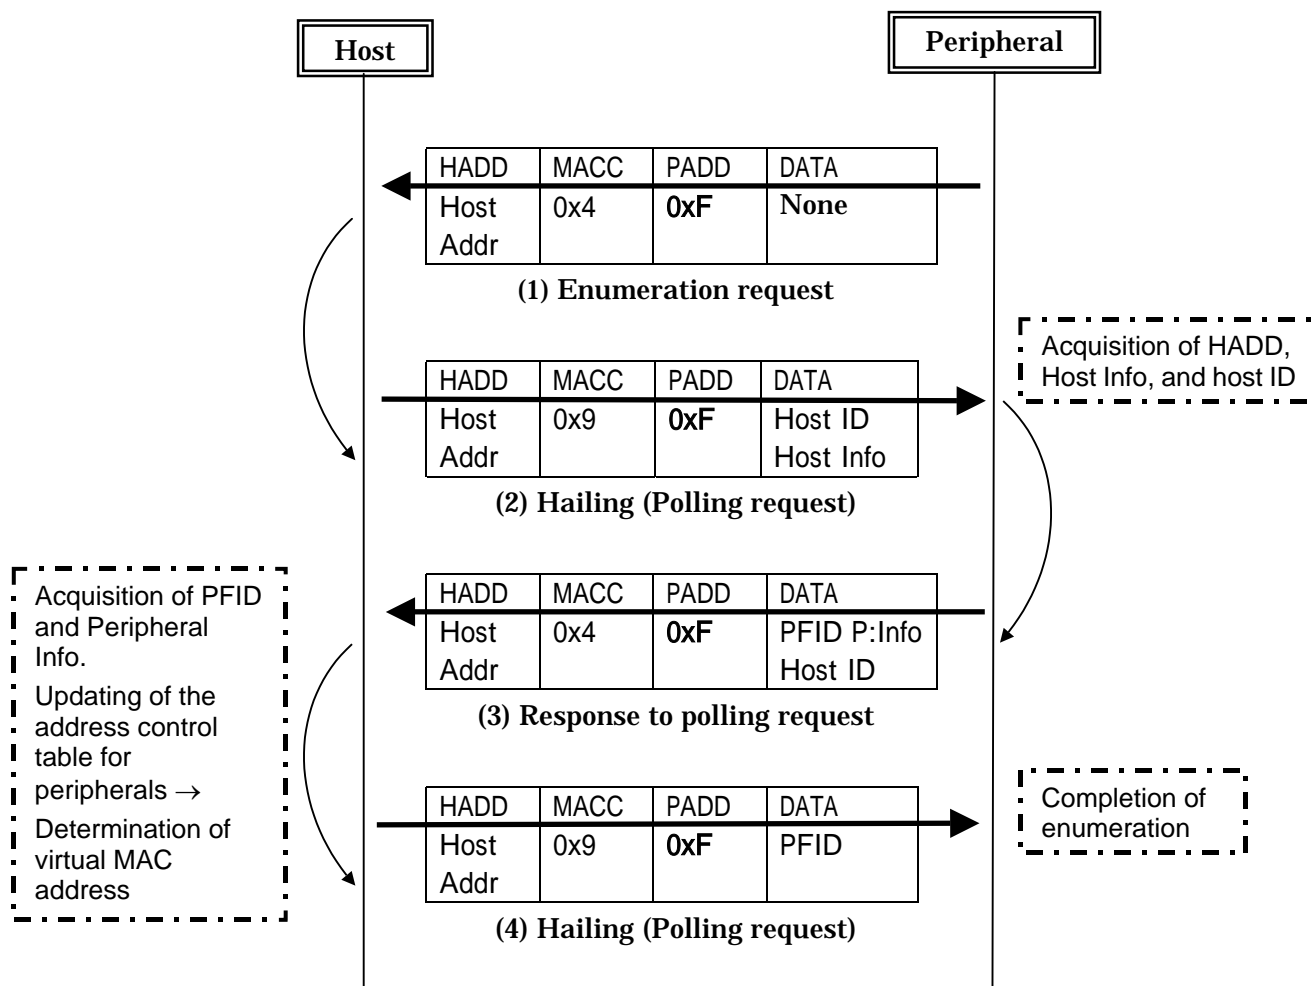 Host
Peripheral
HADD MACC PADD DATA
Host 0x4 0xF None
Addr
(1) Enumeration request
Acquisition of HADD,
Host Info, and host ID
HADD MACC PADD DATA
Host 0x9 0xF Host ID
Addr Host Info
(2) Hailing (Polling request)
Acquisition of PFID
and Peripheral
Info.
Updating of the
address control
table for
peripherals →
Determination of
virtual MAC
address
HADD MACC PADD DATA
Host 0x4 0xF PFID P:Info
Addr Host ID
(3) Response to polling request
HADD MACC PADD DATA
Host 0x9 0xF PFID
Addr
(4) Hailing (Polling request)
Completion of
enumeration